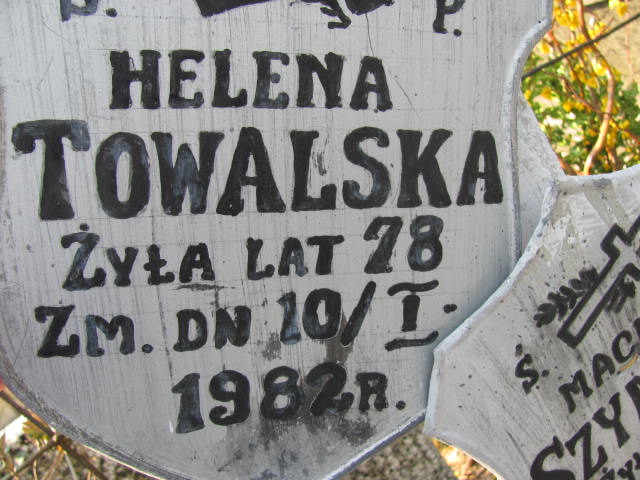 Ś. P.
HELENA
TOWALSKA
ŻYŁA LAT 78
ZM. DN 10/I.
1982R.
Ś.